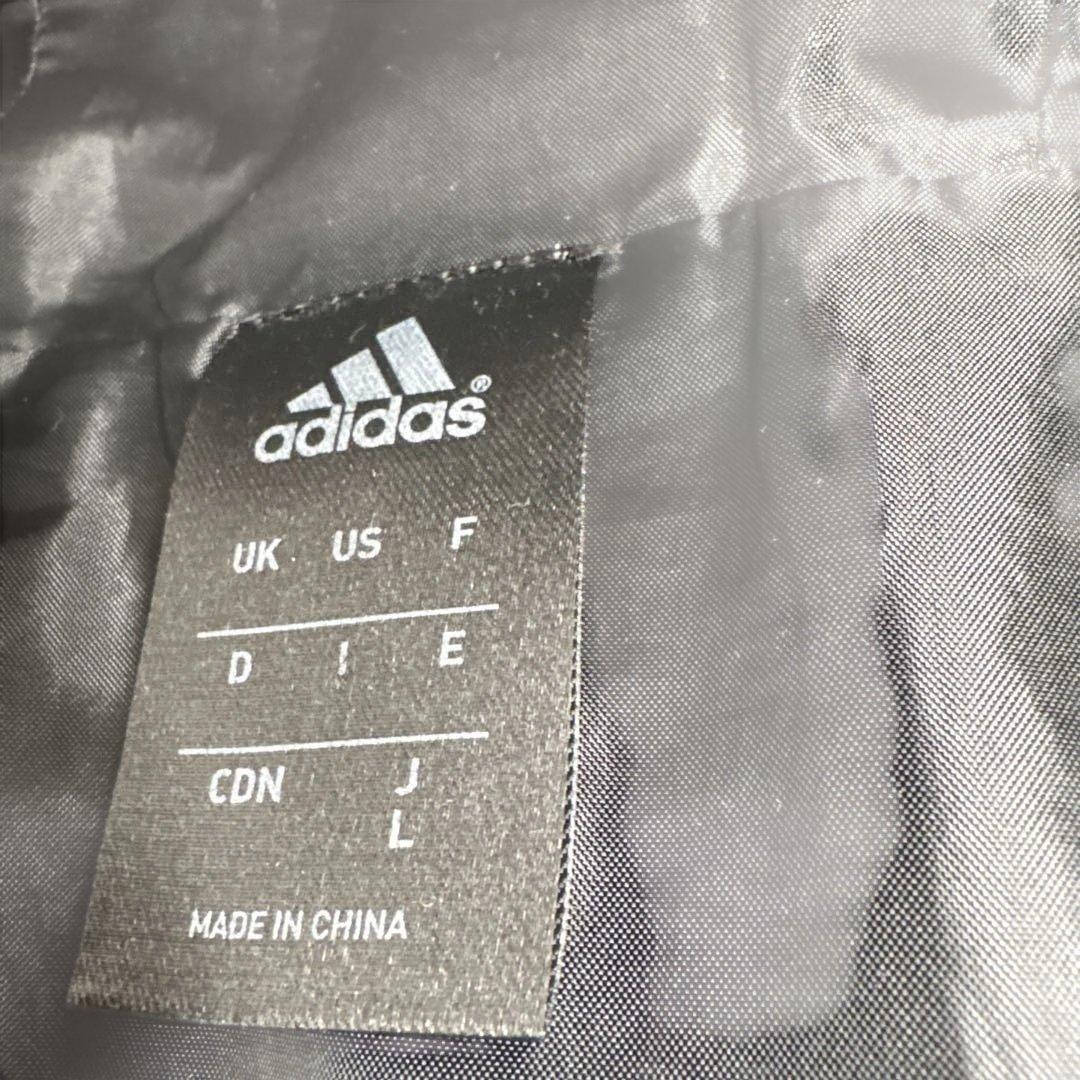 adidas®
UK US F
D I E
CDN J
L
MADE IN CHINA